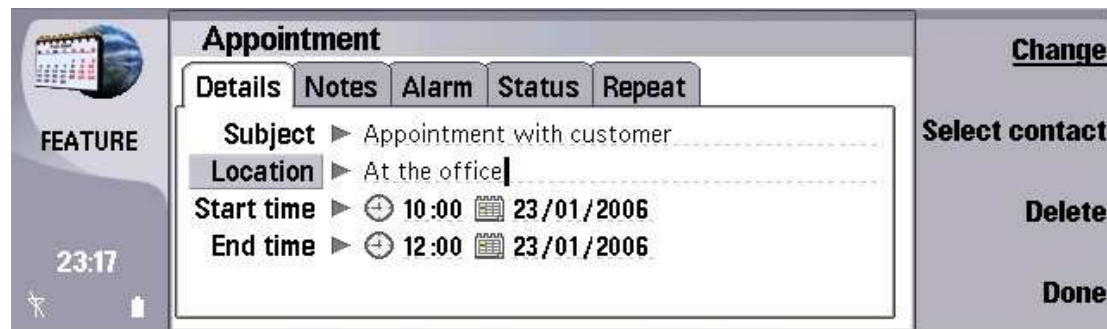 FEATURE
23:17
Appointment
Details Notes Alarm Status Repeat
Subject Appointment with customer
Location At the office
Start time 10:00 23/01/2006
End time 12:00 23/01/2006
Change
Select contact
Delete
Done